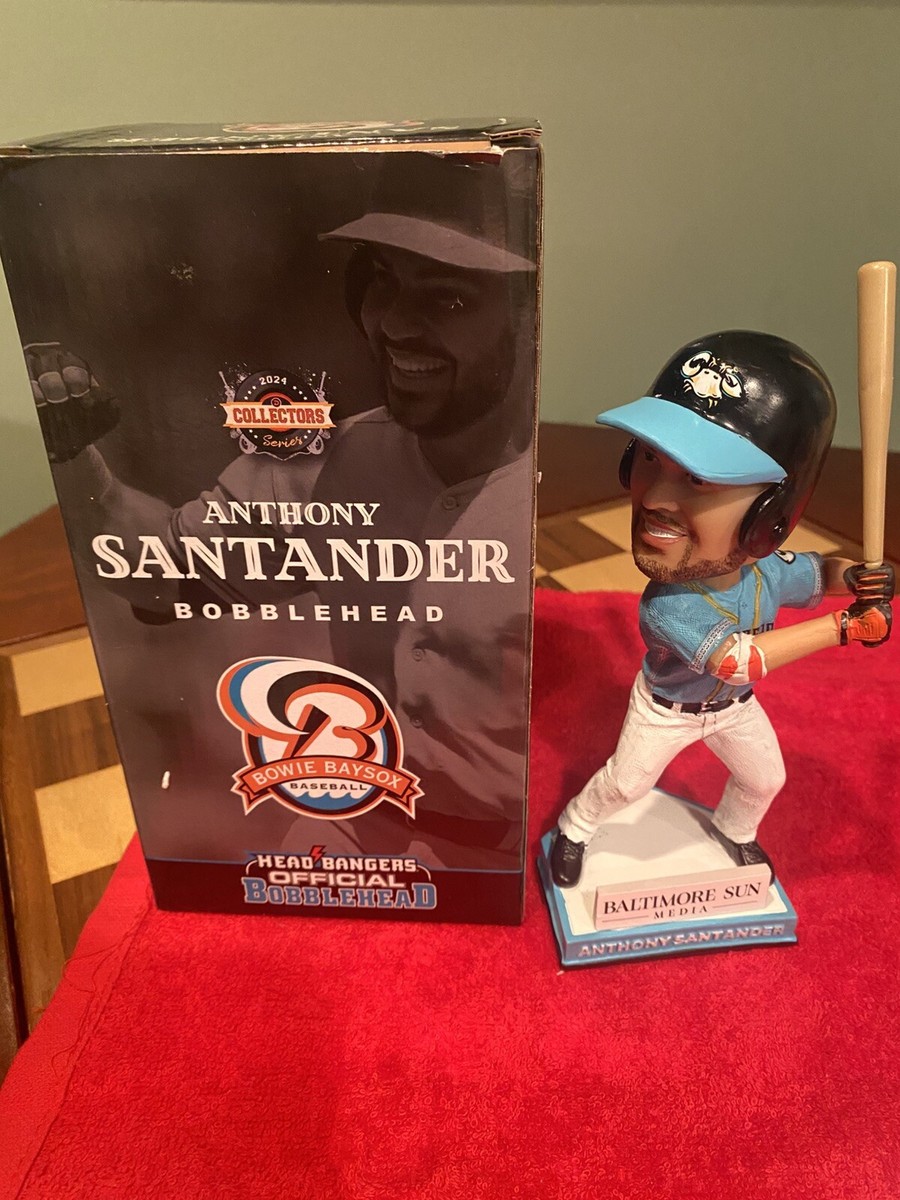 2024
COLLECTORS
Series
ANTHONY
SANTANDER
BOBBLEHEAD
B
BOWIE BAYSOX
BASEBALL
HEAD BANGERS
OFFICIAL
BOBBLEHEAD
BALTIMORE SUN
MEDIA
ANTHONY SANTANDER